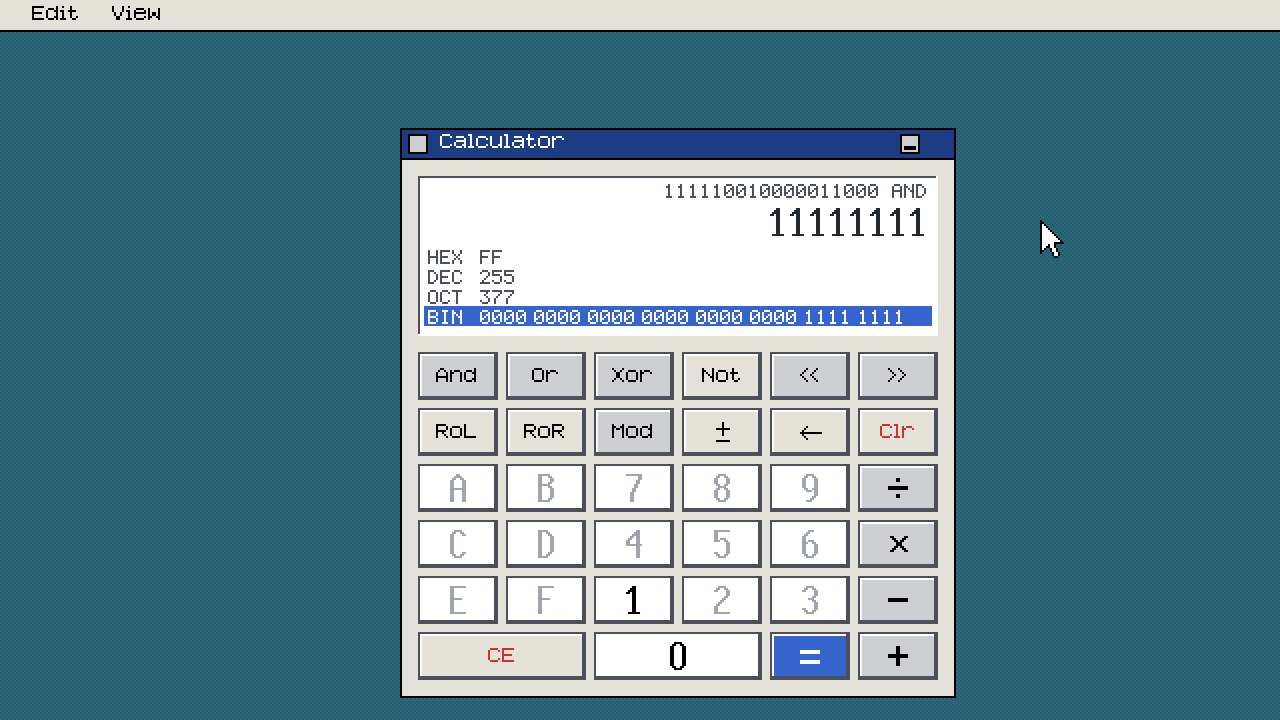 Edit View
Calculator
111110010000011000 AND
11111111
HEX FF
DEC 255
OCT 377
BIN 0000 0000 0000 0000 0000 0000 1111 1111
And Or Xor Not << >>
RoL RoR Mod ± ← Clr
A B 7 8 9 ÷
C D 4 5 6 ×
E F 1 2 3 −
CE 0 = +